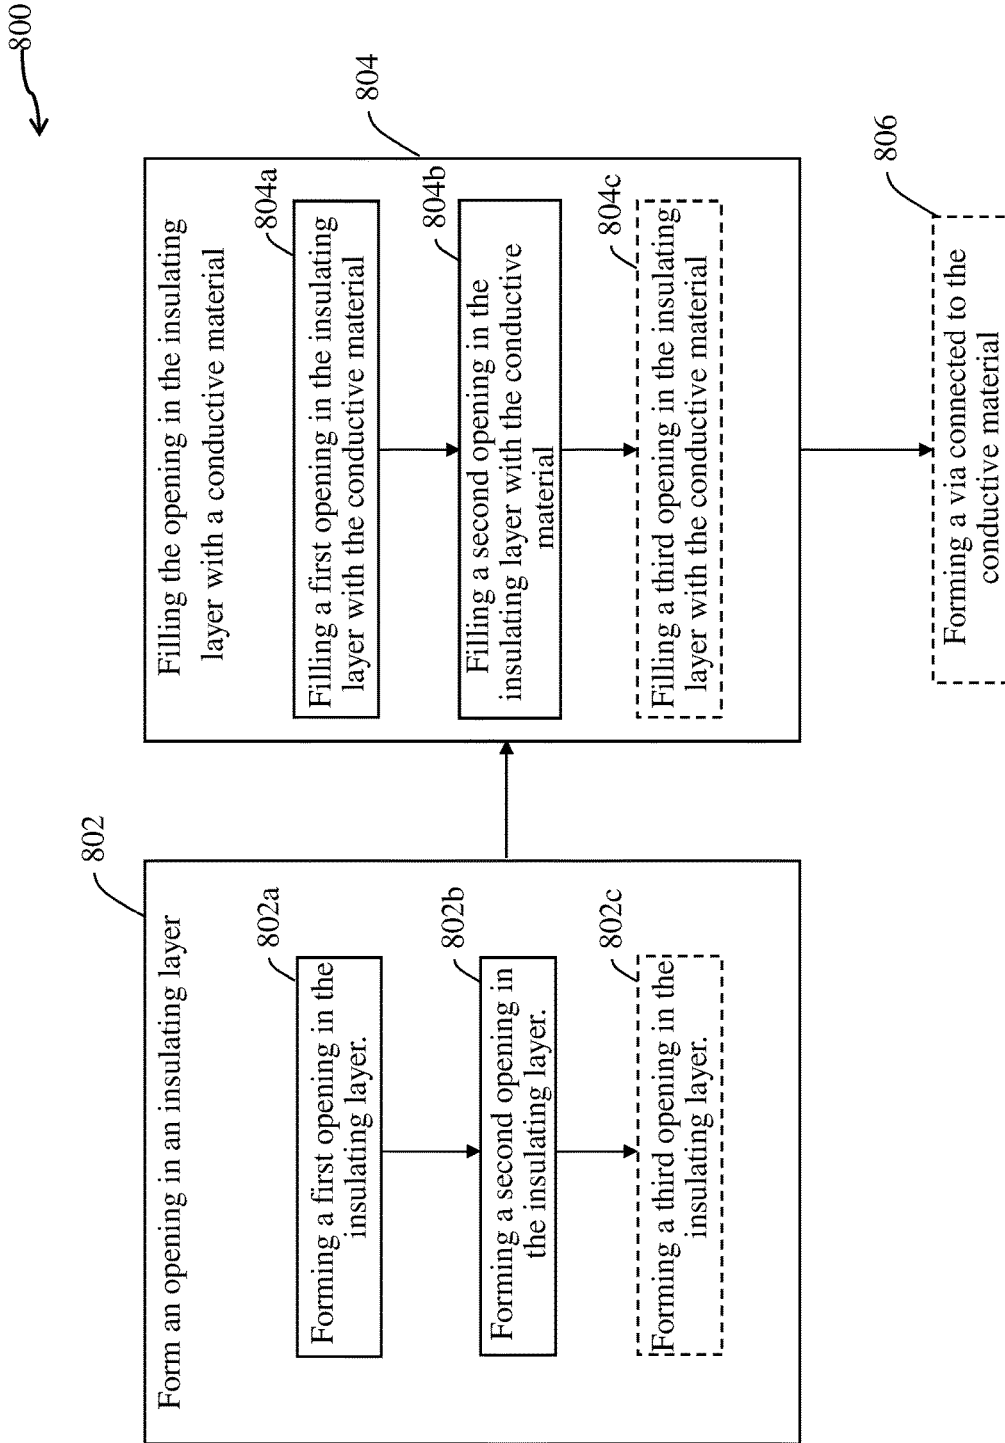 800
802
Form an opening in an insulating layer
802a
Forming a first opening in the
insulating layer.
802b
Forming a second opening in
the insulating layer.
802c
Forming a third opening in the
insulating layer.
804
Filling the opening in the insulating
layer with a conductive material
804a
Filling a first opening in the insulating
layer with the conductive material
804b
Filling a second opening in the
insulating layer with the conductive
material
804c
Filling a third opening in the insulating
layer with the conductive material
806
Forming a via connected to the
conductive material